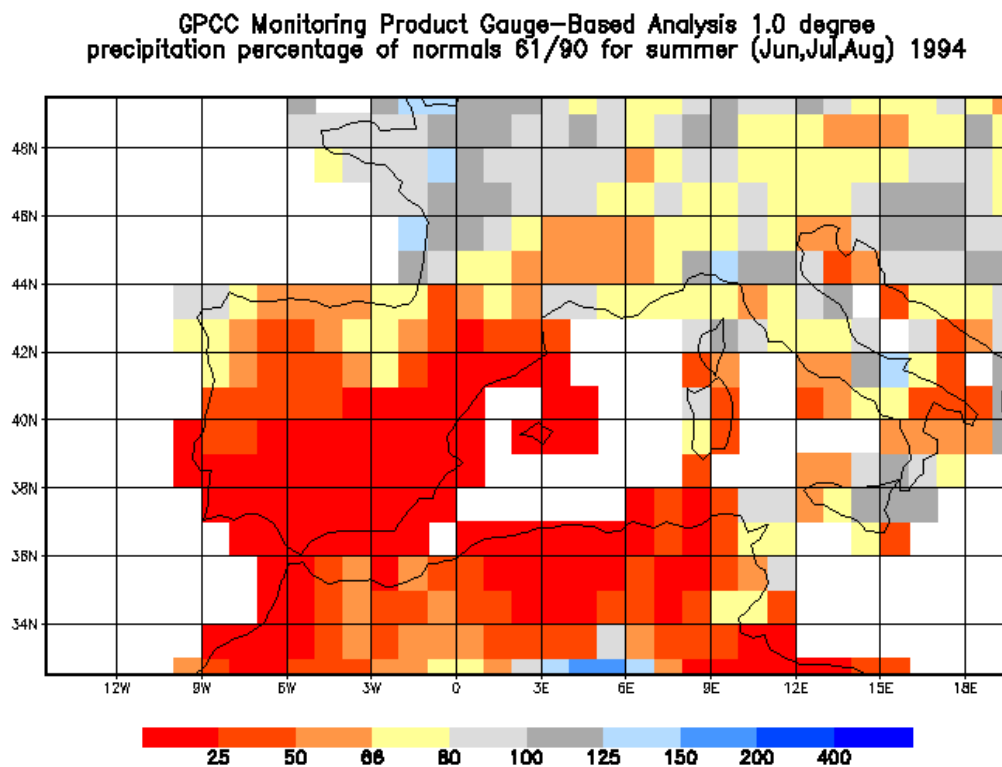 GPCC Monitoring Product Gauge-Based Analysis 1.0 degree
precipitation percentage of normals 61/90 for summer (Jun,Jul,Aug) 1994
48N
46N
44N
42N
40N
38N
36N
34N
12W 9W 6W 3W 0 3E 6E 9E 12E 15E 18E
25 50 66 80 100 125 150 200 400